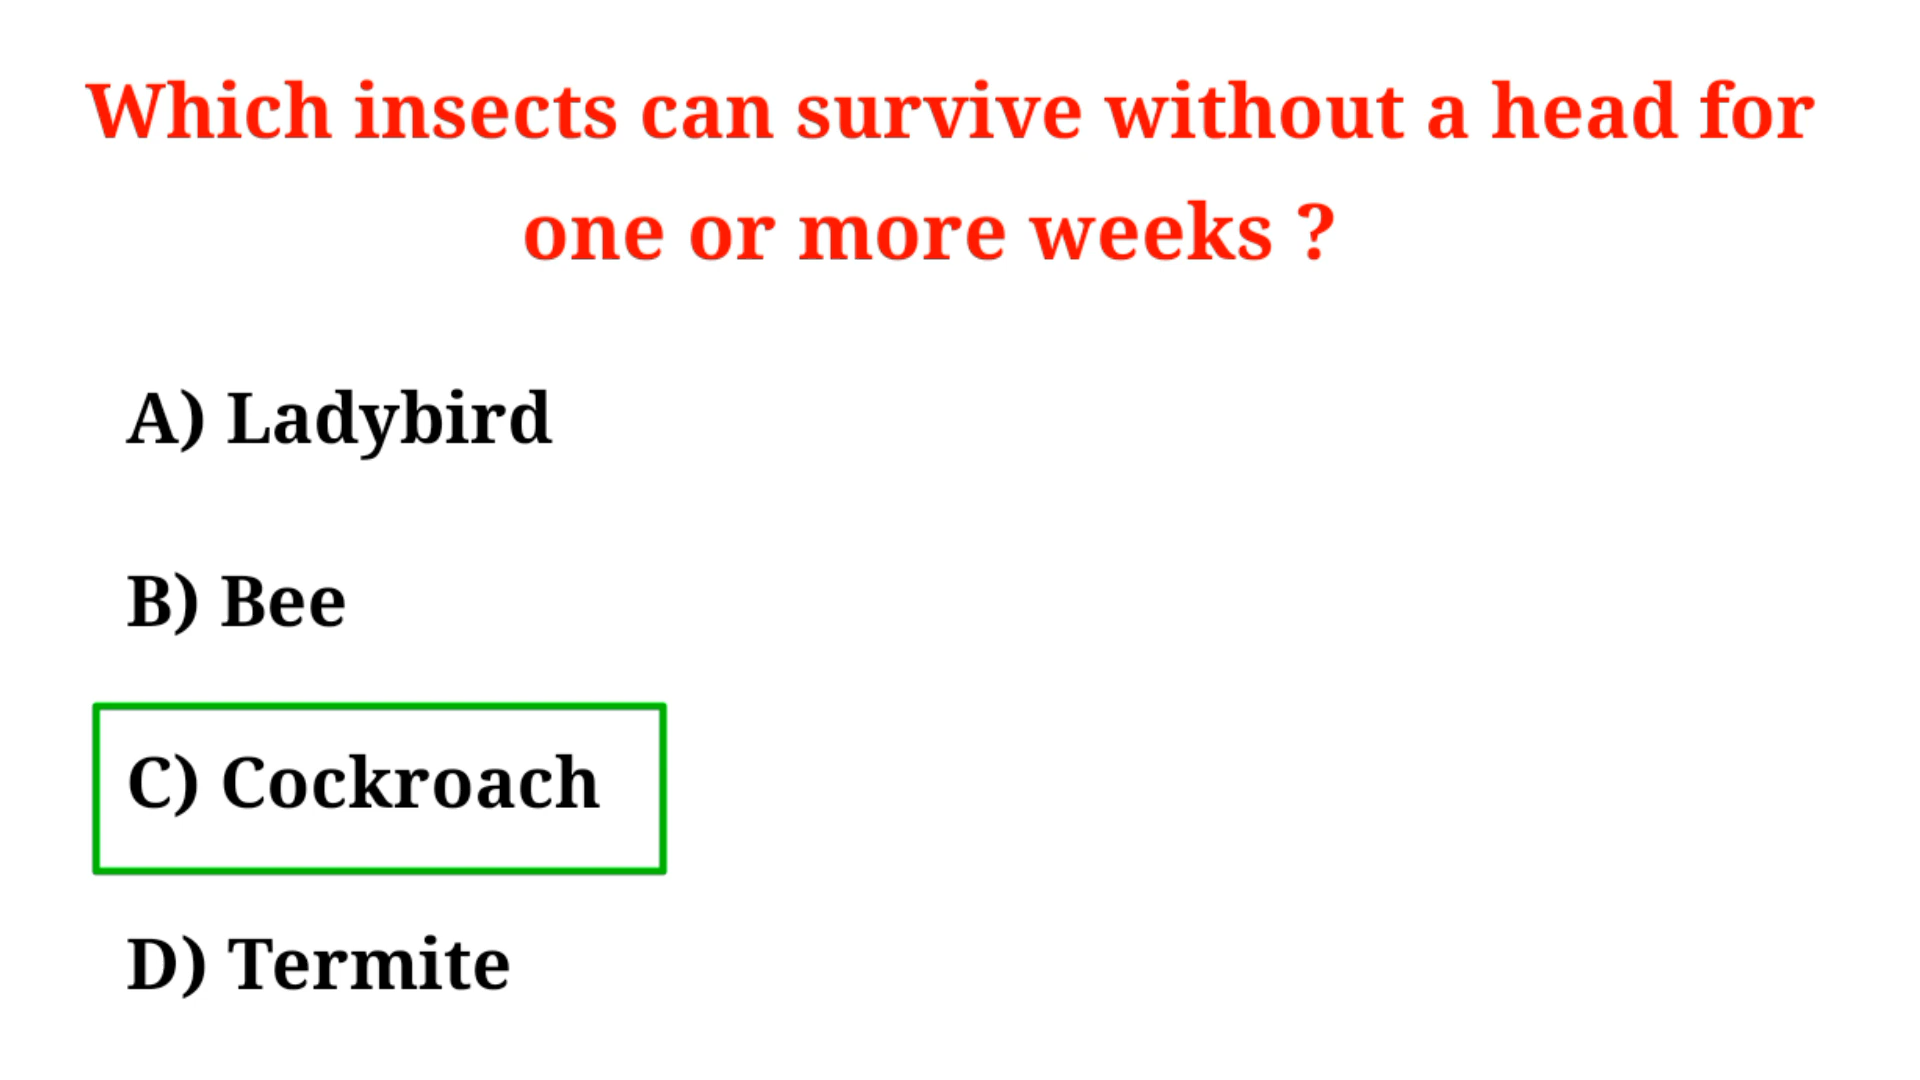 Which insects can survive without a head for
one or more weeks ?
A) Ladybird
B) Bee
C) Cockroach
D) Termite